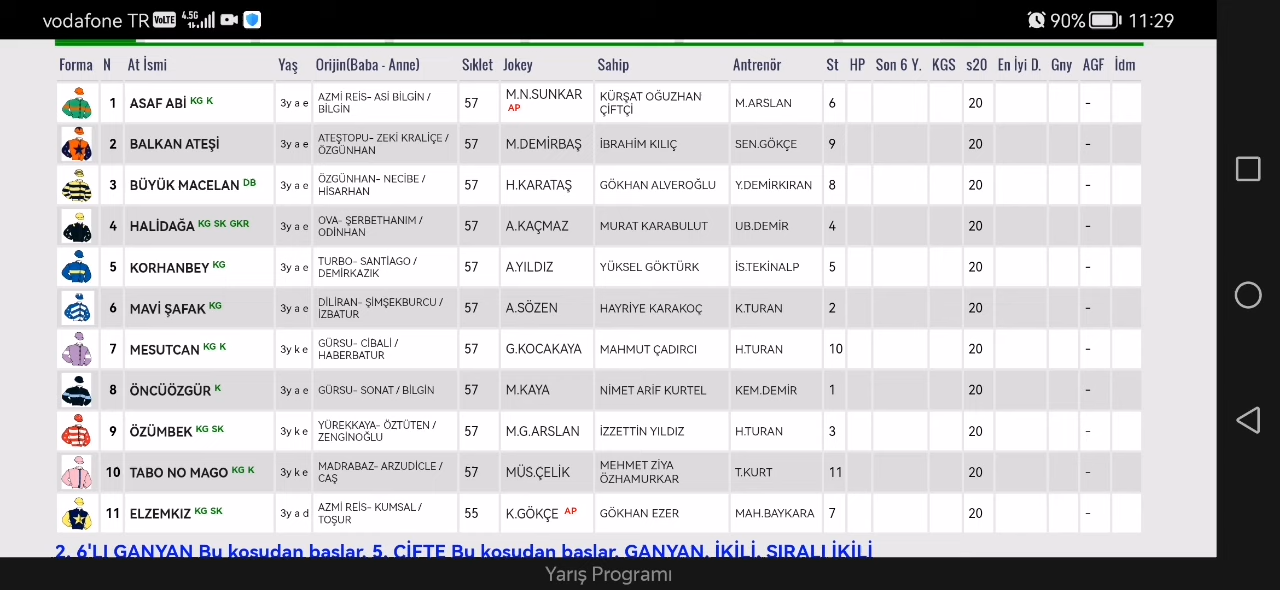 vodafone TR VoLTE 4.5G 90% 11:29
Forma N At İsmi Yaş Orijin(Baba - Anne) Sıklet Jokey Sahip Antrenör St HP Son 6 Y. KGS s20 En İyi D. Gny AGF İdm
1 ASAF ABİ KG K 3y a e AZMİ REİS- ASİ BİLGİN / BİLGİN 57 M.N.SUNKAR AP KÜRŞAT OĞUZHAN ÇİFTÇİ M.ARSLAN 6 20 -
2 BALKAN ATEŞİ 3y a e ATEŞTOPU- ZEKİ KRALİÇE / ÖZGÜNHAN 57 M.DEMİRBAŞ İBRAHİM KILIÇ SEN.GÖKÇE 9 20 -
3 BÜYÜK MACELAN DB 3y a e ÖZGÜNHAN- NECİBE / HİSARHAN 57 H.KARATAŞ GÖKHAN ALVEROĞLU Y.DEMİRKIRAN 8 20 -
4 HALİDAĞA KG SK GKR 3y a e OVA- ŞERBETHANIM / ODİNHAN 57 A.KAÇMAZ MURAT KARABULUT UB.DEMİR 4 20 -
5 KORHANBEY KG 3y a e TURBO- SANTİAGO / DEMİRKAZIK 57 A.YILDIZ YÜKSEL GÖKTÜRK İS.TEKİNALP 5 20 -
6 MAVİ ŞAFAK KG 3y a e DİLİRAN- ŞİMŞEKBURCU / İZBATUR 57 A.SÖZEN HAYRİYE KARAKOÇ K.TURAN 2 20 -
7 MESUTCAN KG K 3y k e GÜRSU- CİBALİ / HABERBATUR 57 G.KOCAKAYA MAHMUT ÇADIRCI H.TURAN 10 20 -
8 ÖNCÜÖZGÜR K 3y a e GÜRSU- SONAT / BİLGİN 57 M.KAYA NİMET ARİF KURTEL KEM.DEMİR 1 20 -
9 ÖZÜMBEK KG SK 3y k e YÜREKKAYA- ÖZTÜTEN / ZENGİNOĞLU 57 M.G.ARSLAN İZZETTİN YILDIZ H.TURAN 3 20 -
10 TABO NO MAGO KG K 3y k e MADRABAZ- ARZUDİCLE / CAŞ 57 MÜS.ÇELİK MEHMET ZİYA ÖZHAMURKAR T.KURT 11 20 -
11 ELZEMKIZ KG SK 3y a d AZMİ REİS- KUMSAL / TOŞUR 55 K.GÖKÇE AP GÖKHAN EZER MAH.BAYKARA 7 20 -
2. 6'LI GANYAN Bu koşudan başlar. 5. ÇİFTE Bu koşudan başlar. GANYAN, İKİLİ, SIRALI İKİLİ
Yarış Programı